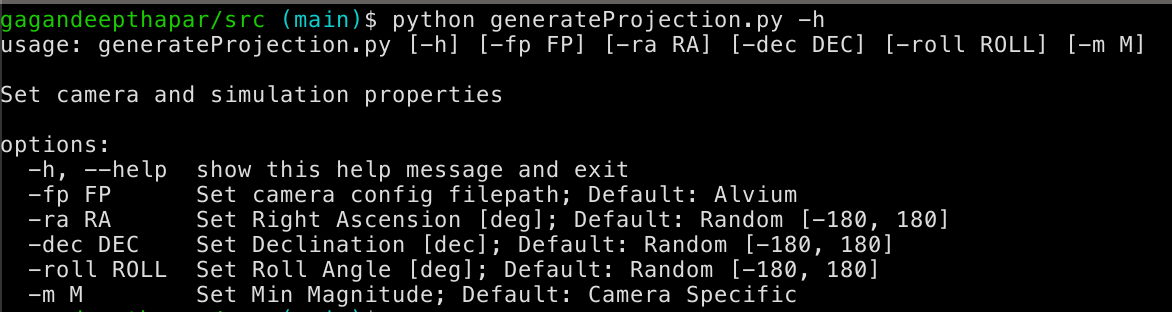 gagandeepthapar/src (main)$ python generateProjection.py -h
usage: generateProjection.py [-h] [-fp FP] [-ra RA] [-dec DEC] [-roll ROLL] [-m M]
Set camera and simulation properties
options:
-h, --help show this help message and exit
-fp FP Set camera config filepath; Default: Alvium
-ra RA Set Right Ascension [deg]; Default: Random [-180, 180]
-dec DEC Set Declination [dec]; Default: Random [-180, 180]
-roll ROLL Set Roll Angle [deg]; Default: Random [-180, 180]
-m M Set Min Magnitude; Default: Camera Specific